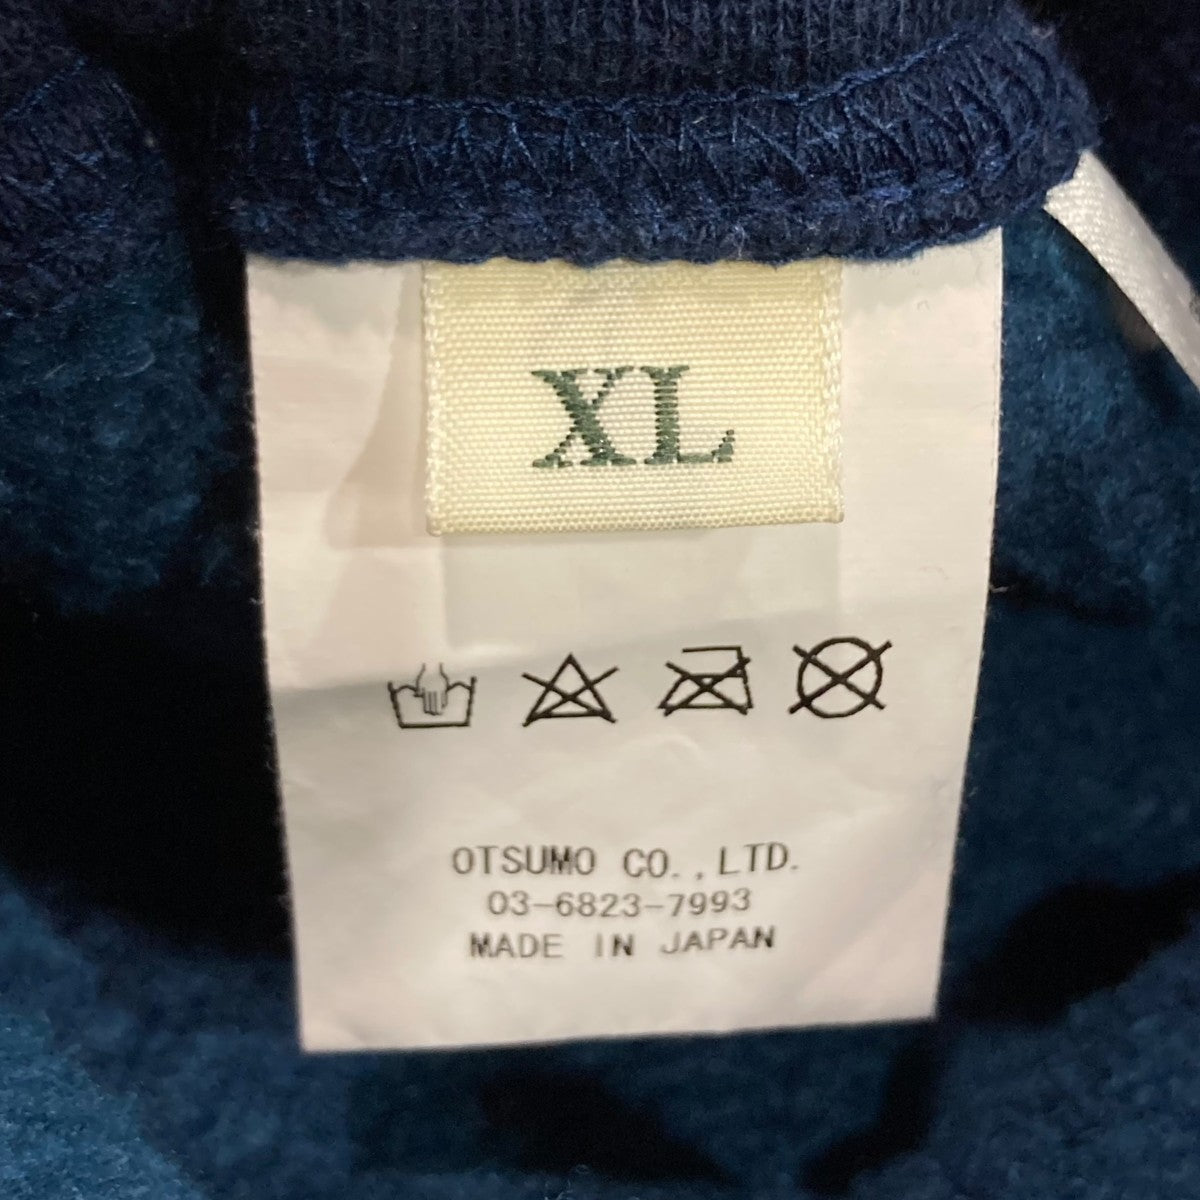 XL
OTSUMO CO.,LTD.
03-6823-7993
MADE IN JAPAN